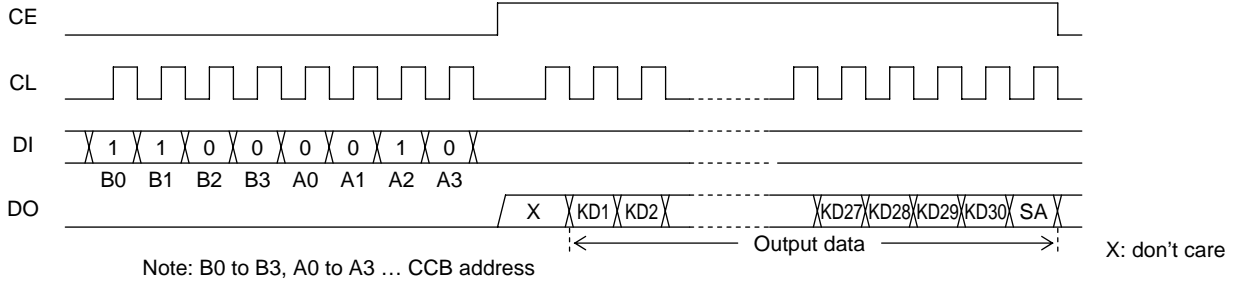 CE
CL
DI 1 1 0 0 0 0 1 0
B0 B1 B2 B3 A0 A1 A2 A3
DO X KD1 KD2 KD27 KD28 KD29 KD30 SA
Output data
X: don't care
Note: B0 to B3, A0 to A3 … CCB address